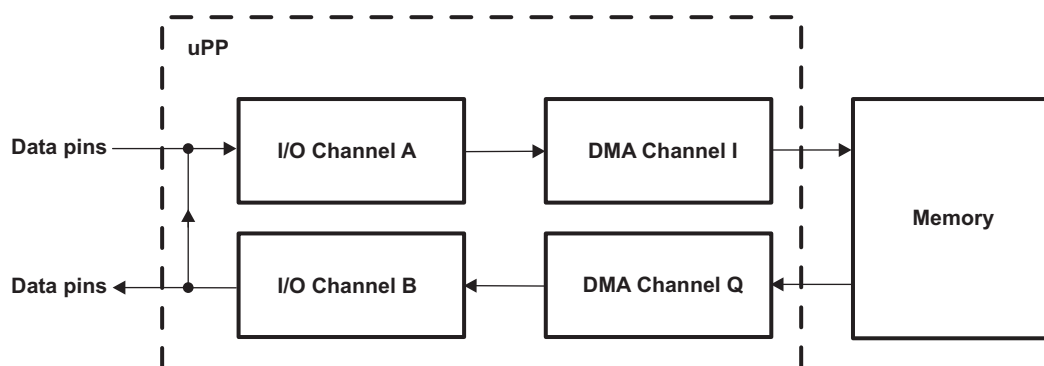 uPP
Data pins
I/O Channel A
DMA Channel I
Memory
Data pins
I/O Channel B
DMA Channel Q